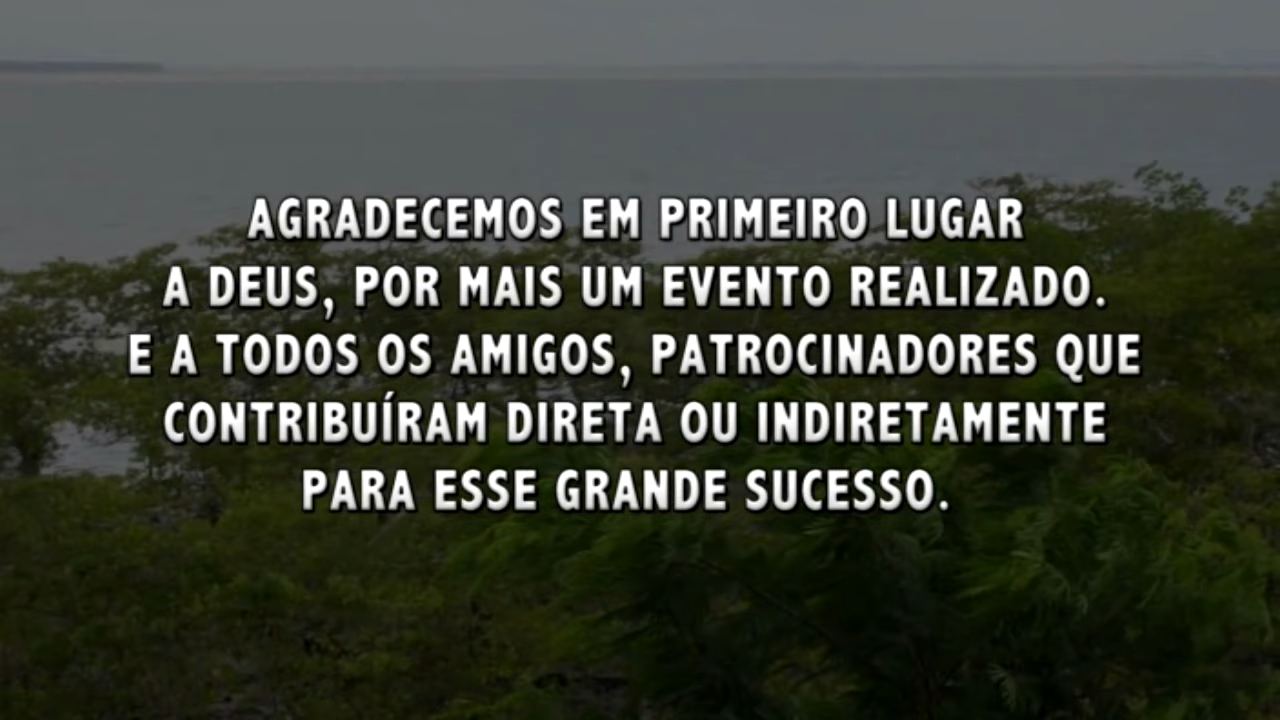 AGRADECEMOS EM PRIMEIRO LUGAR
A DEUS, POR MAIS UM EVENTO REALIZADO.
E A TODOS OS AMIGOS, PATROCINADORES QUE
CONTRIBUÍRAM DIRETA OU INDIRETAMENTE
PARA ESSE GRANDE SUCESSO.